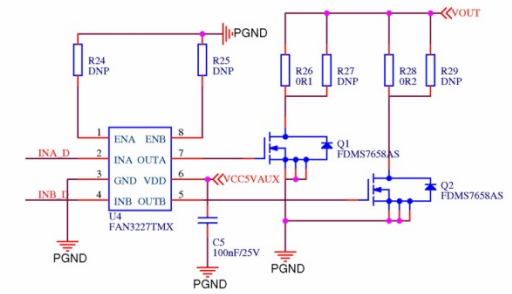 VOUT
PGND
R24
DNP
R25
DNP
R26
0R1
R27
DNP
R28
0R2
R29
DNP
1 ENA ENB 8
INA_D 2 INA OUTA 7
3 GND VDD 6 VCC5VAUX
INB_D 4 INB OUTB 5
U4
FAN3227TMX
Q1
FDMS7658AS
Q2
FDMS7658AS
C5
100nF/25V
PGND
PGND
PGND